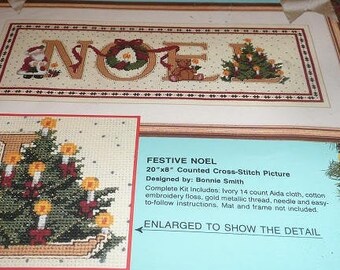 NOEL
FESTIVE NOEL
20"x8" Counted Cross-Stitch Picture
Designed by: Bonnie Smith
Complete Kit includes: Ivory 14 count Aida cloth, cotton
embroidery floss, gold metallic thread, needle and easy-
to-follow instructions. Mat and frame not included.
ENLARGED TO SHOW THE DETAIL